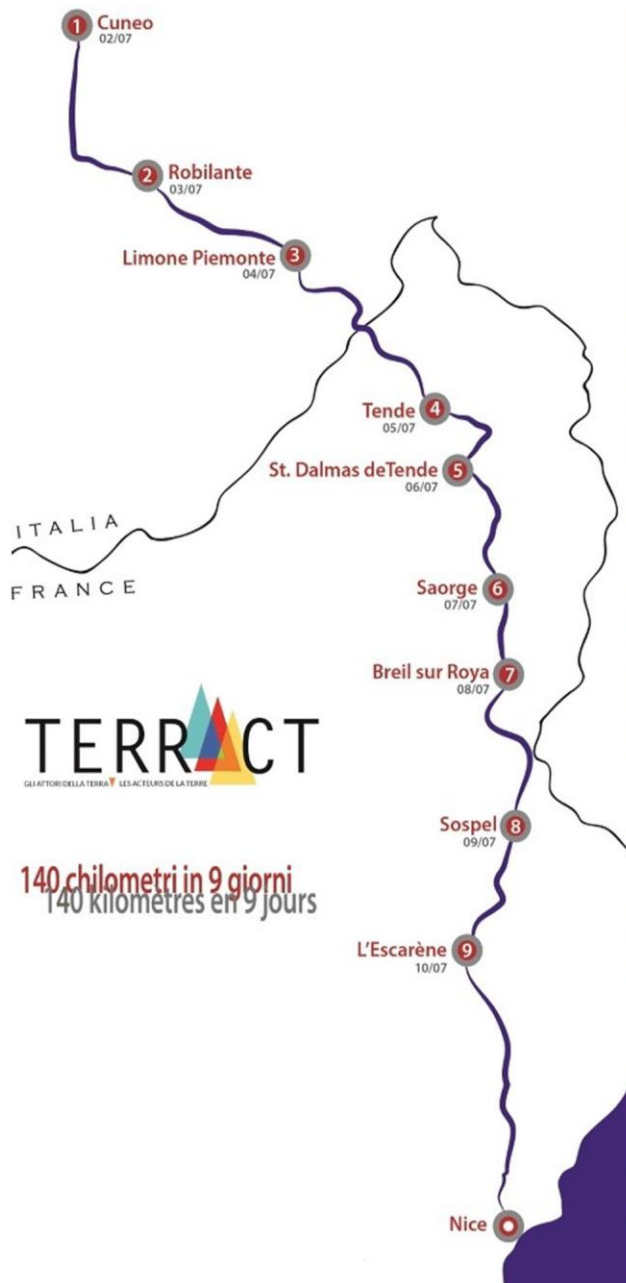 1 Cuneo
02/07
2 Robilante
03/07
Limone Piemonte 3
04/07
Tende 4
05/07
St. Dalmas deTende 5
06/07
ITALIA
FRANCE
Saorge 6
07/07
Breil sur Roya 7
08/07
TERRACT
GLI ATTORI DELLA TERRA LES ACTEURS DE LA TERRE
Sospel 8
09/07
140 chilometri in 9 giorni
140 kilomètres en 9 jours
L'Escarène 9
10/07
Nice